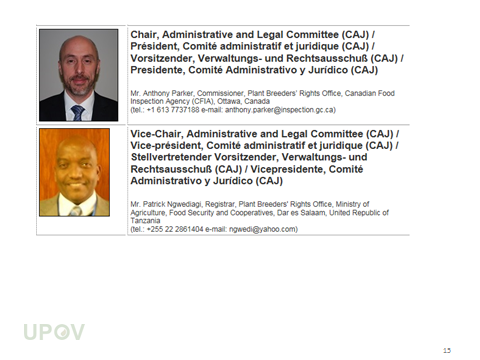 Chair, Administrative and Legal Committee (CAJ) /
Président, Comité administratif et juridique (CAJ) /
Vorsitzender, Verwaltungs- und Rechtsausschuß (CAJ) /
Presidente, Comité Administrativo y Jurídico (CAJ)
Mr. Anthony Parker, Commissioner, Plant Breeders' Rights Office, Canadian Food
Inspection Agency (CFIA), Ottawa, Canada
(tel.: +1 613 7737188 e-mail: anthony.parker@inspection.gc.ca)
Vice-Chair, Administrative and Legal Committee (CAJ) /
Vice-président, Comité administratif et juridique (CAJ) /
Stellvertretender Vorsitzender, Verwaltungs- und
Rechtsausschuß (CAJ) / Vicepresidente, Comité
Administrativo y Jurídico (CAJ)
Mr. Patrick Ngwediagi, Registrar, Plant Breeders' Rights Office, Ministry of
Agriculture, Food Security and Cooperatives, Dar es Salaam, United Republic of
Tanzania
(tel.: +255 22 2861404 e-mail: ngwedi@yahoo.com)
UPOV
15